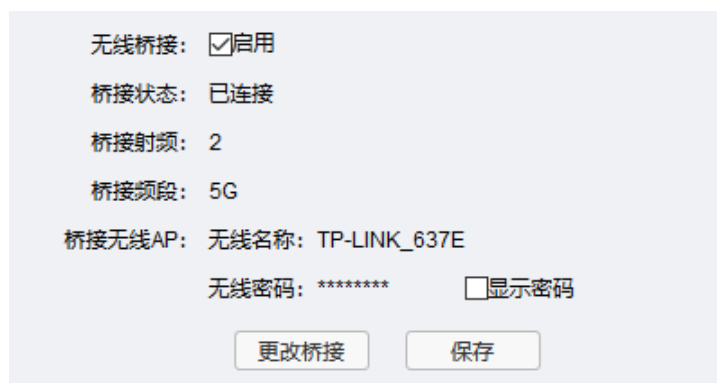 无线桥接： 启用
桥接状态： 已连接
桥接射频： 2
桥接频段： 5G
桥接无线AP： 无线名称：TP-LINK_637E
无线密码：******** 显示密码
更改桥接 保存